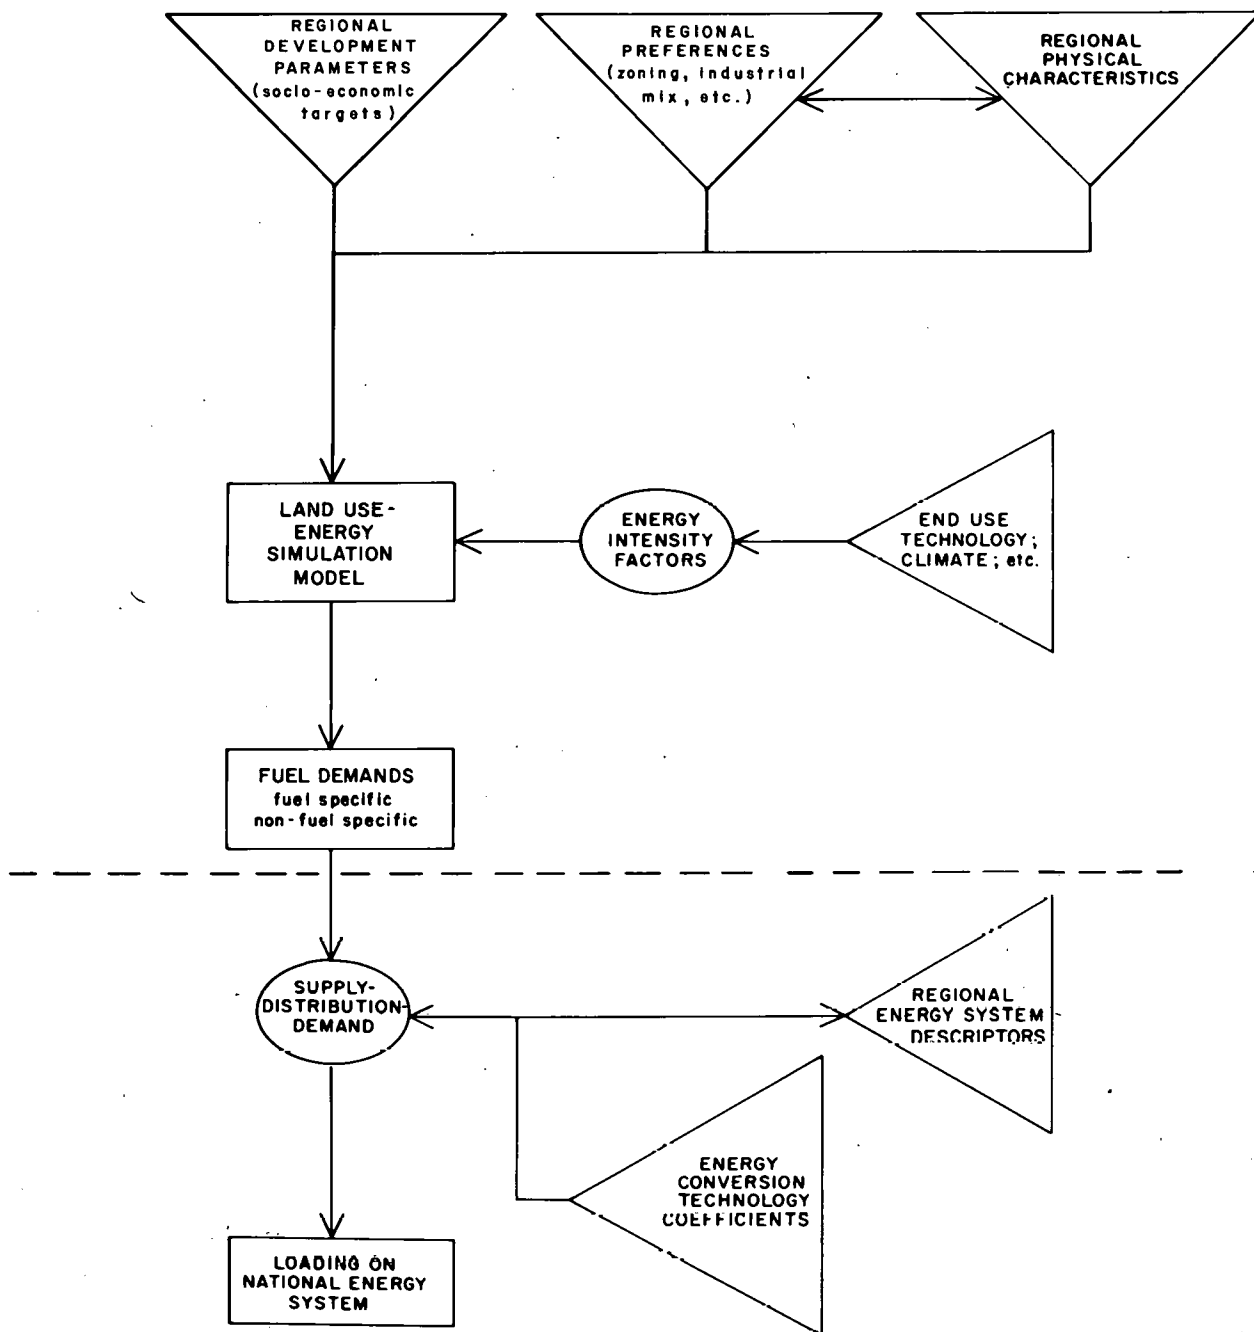 REGIONAL
DEVELOPMENT
PARAMETERS
(socio-economic
targets)
REGIONAL
PREFERENCES
(zoning, industrial
mix, etc.)
REGIONAL
PHYSICAL
CHARACTERISTICS
LAND USE-
ENERGY
SIMULATION
MODEL
ENERGY
INTENSITY
FACTORS
END USE
TECHNOLOGY;
CLIMATE; etc.
FUEL DEMANDS
fuel specific
non-fuel specific
SUPPLY-
DISTRIBUTION-
DEMAND
REGIONAL
ENERGY SYSTEM
DESCRIPTORS
ENERGY
CONVERSION
TECHNOLOGY
COEFFICIENTS
LOADING ON
NATIONAL ENERGY
SYSTEM